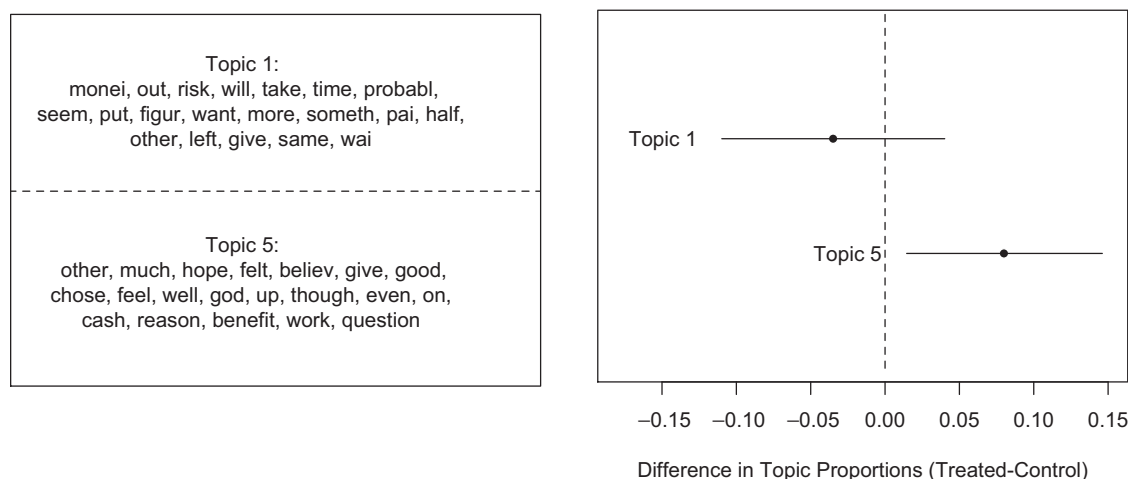 Topic 1:
monei, out, risk, will, take, time, probabl,
seem, put, figur, want, more, someth, pai, half,
other, left, give, same, wai
Topic 5:
other, much, hope, felt, believ, give, good,
chose, feel, well, god, up, though, even, on,
cash, reason, benefit, work, question
Topic 1
Topic 5
−0.15 −0.10 −0.05 0.00 0.05 0.10 0.15
Difference in Topic Proportions (Treated-Control)